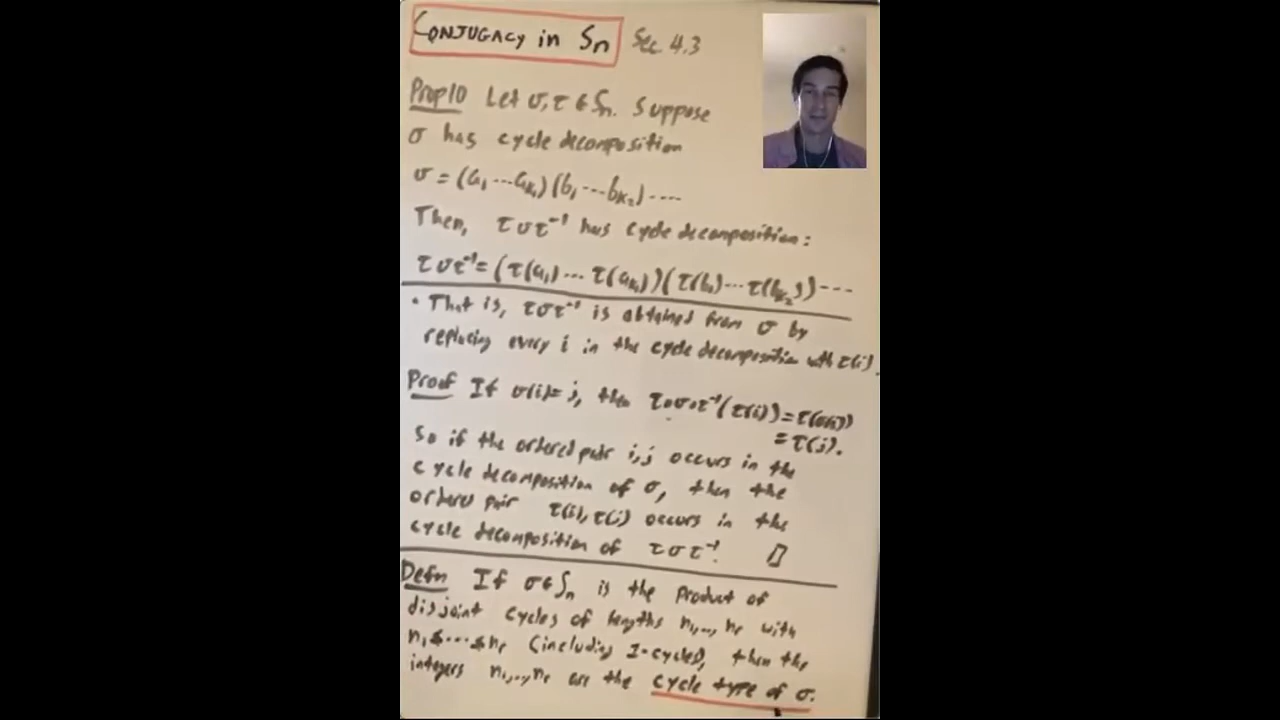 CONJUGACY in Sn Sec. 4.3
Prop10 Let σ, τ ∈ Sn. Suppose
σ has cycle decomposition
σ = (a₁ ... aₖ₁)(b₁ ... bₖ₂) ....
Then, τστ⁻¹ has cycle decomposition:
τστ⁻¹ = (τ(a₁) ... τ(aₖ₁))(τ(b₁) ... τ(bₖ₂)) ---
• That is, τστ⁻¹ is obtained from σ by
replacing every i in the cycle decomposition with τ(i).
Proof If σ(i)=j, then τ∘σ∘τ⁻¹(τ(i)) = τ(σ(i))
= τ(j).
So if the ordered pair i,j occurs in the
cycle decomposition of σ, then the
ordered pair τ(i), τ(j) occurs in the
cycle decomposition of τστ⁻¹. ▯
Defn If σ ∈ Sn is the product of
disjoint cycles of lengths n₁,..., nᵣ with
n₁ ≤ ... ≤ nᵣ (including 1-cycles), then the
integers n₁,..., nᵣ are the cycle type of σ.